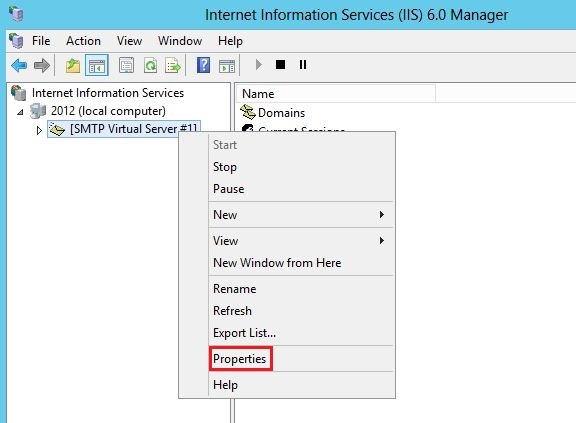 Internet Information Services (IIS) 6.0 Manager
File Action View Window Help
Internet Information Services
2012 (local computer)
[SMTP Virtual Server #1]
Name
Domains
Current Sessions
Start
Stop
Pause
New
View
New Window from Here
Rename
Refresh
Export List...
Properties
Help